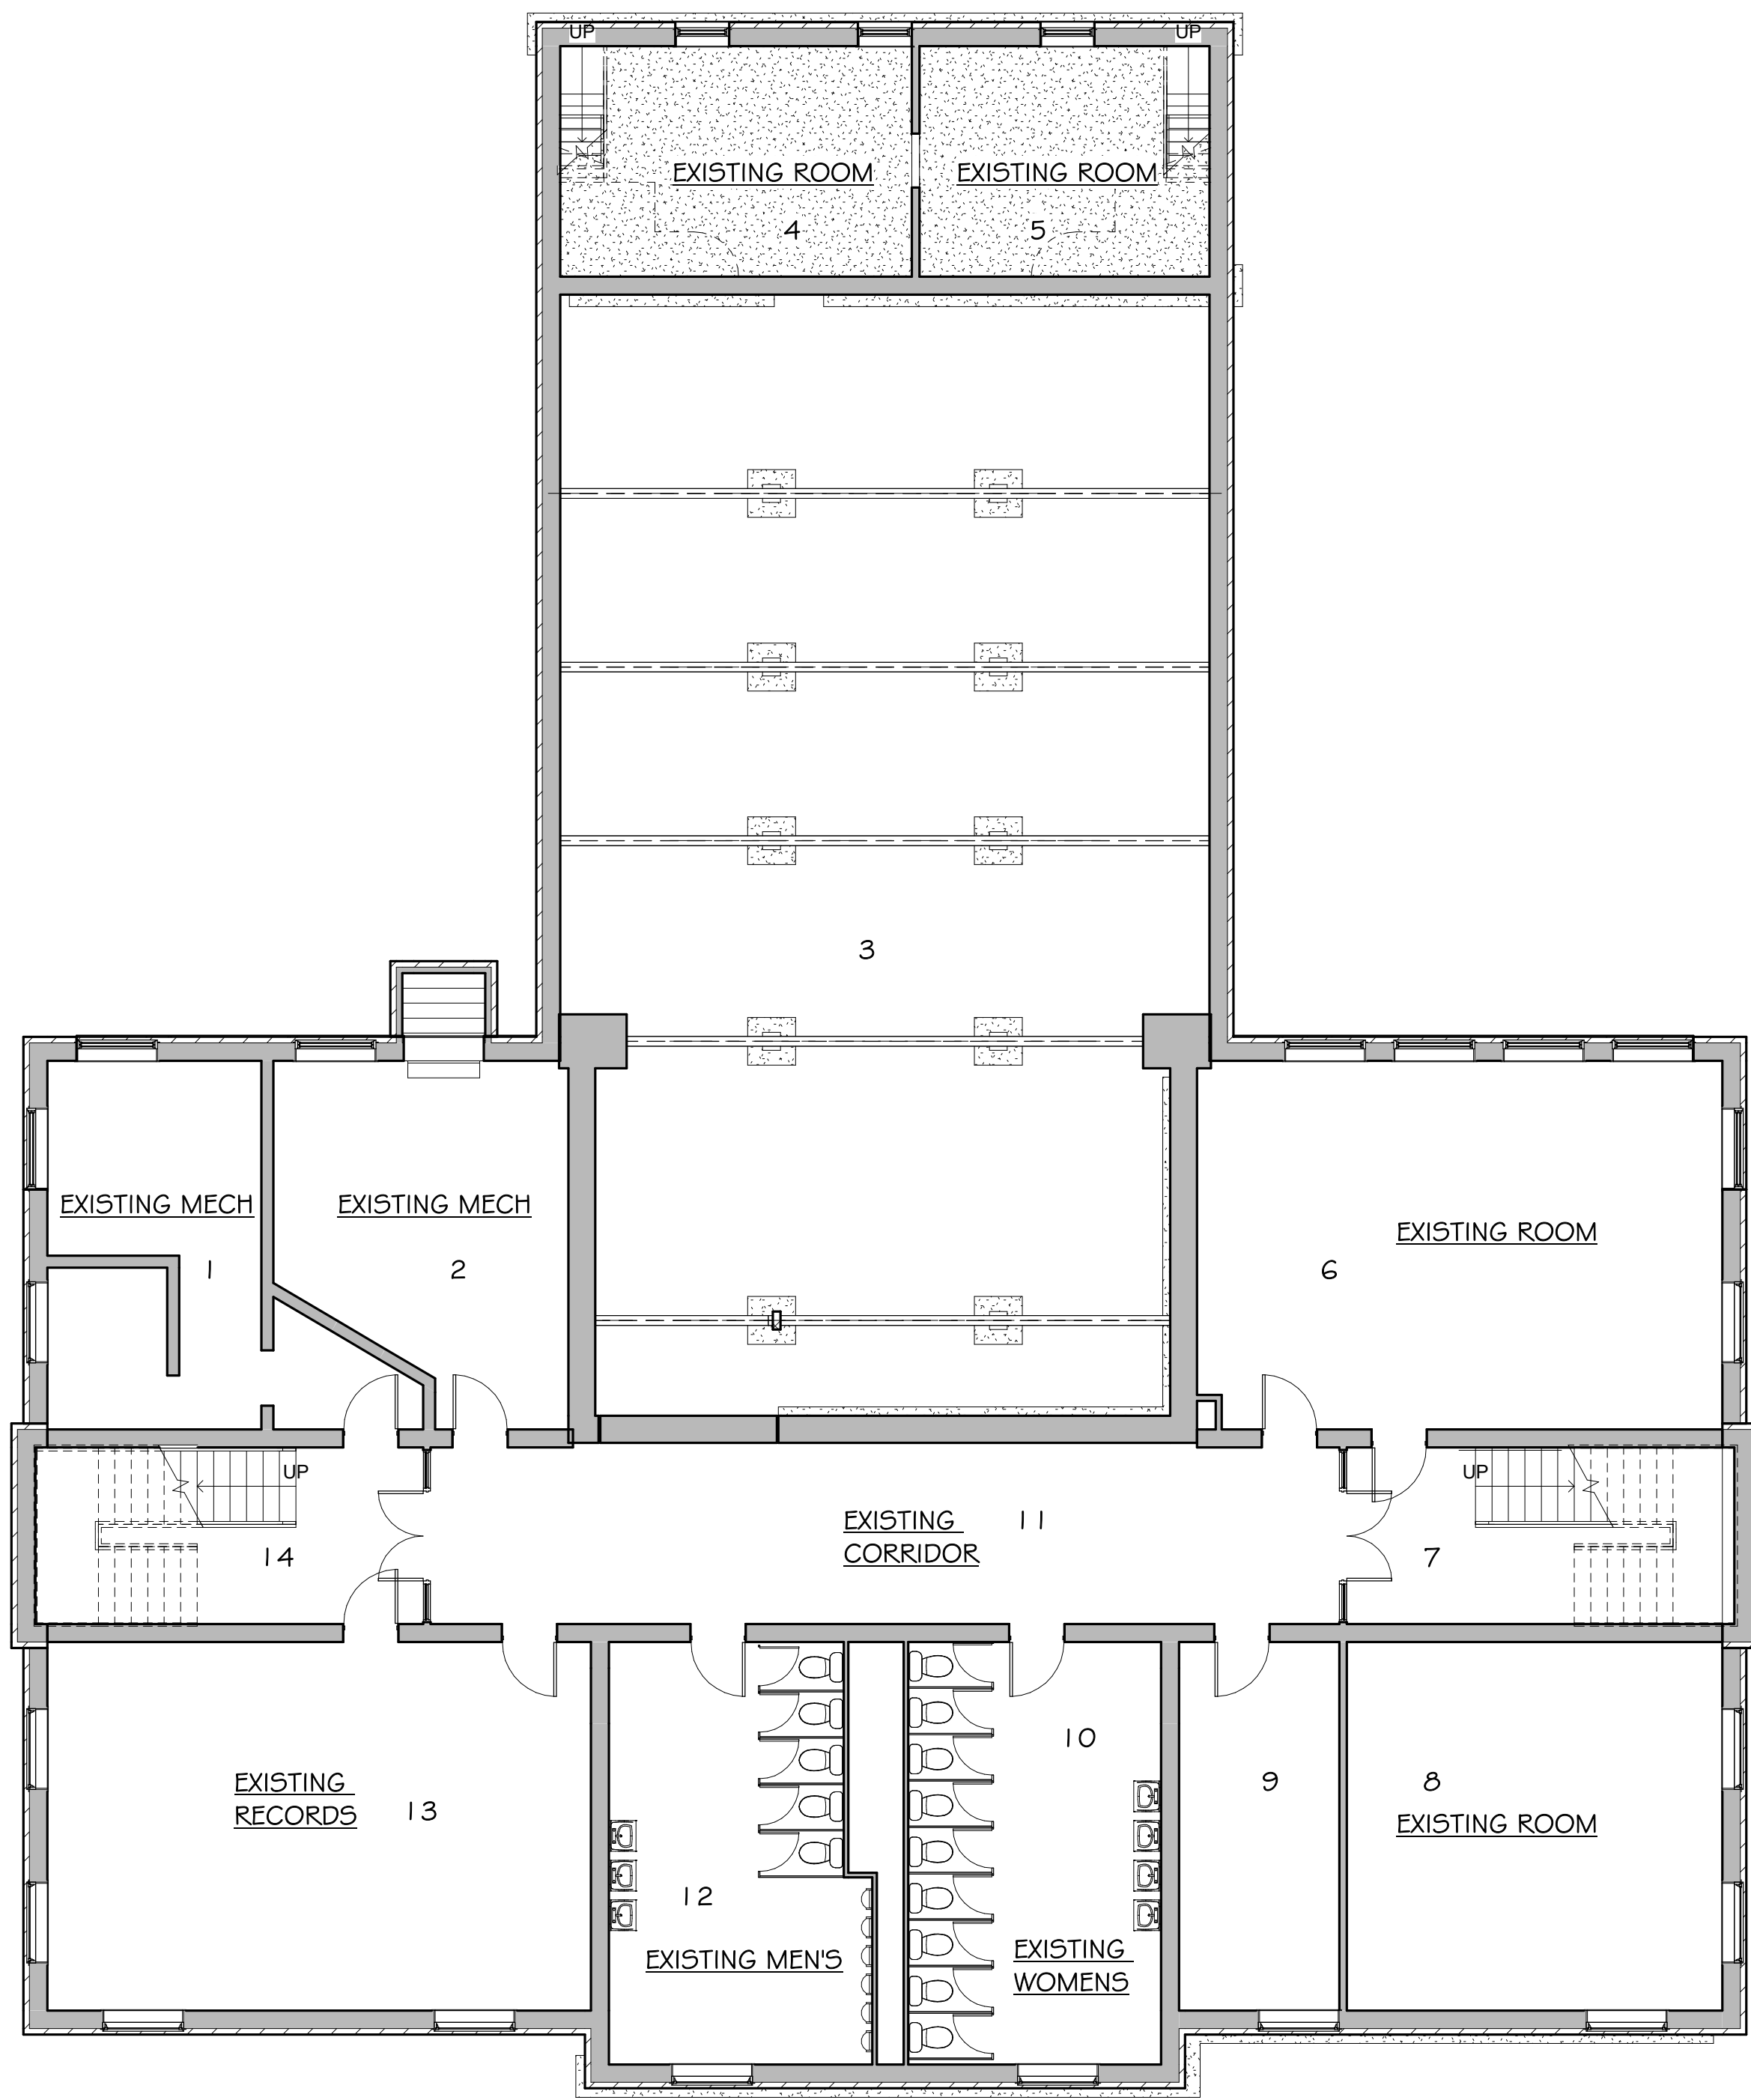 UP
UP
EXISTING ROOM
EXISTING ROOM
4
5
3
EXISTING MECH
EXISTING MECH
EXISTING ROOM
1
2
6
UP
UP
EXISTING
CORRIDOR
11
14
7
10
EXISTING
RECORDS
13
9
8
EXISTING ROOM
12
EXISTING MEN'S
EXISTING
WOMENS